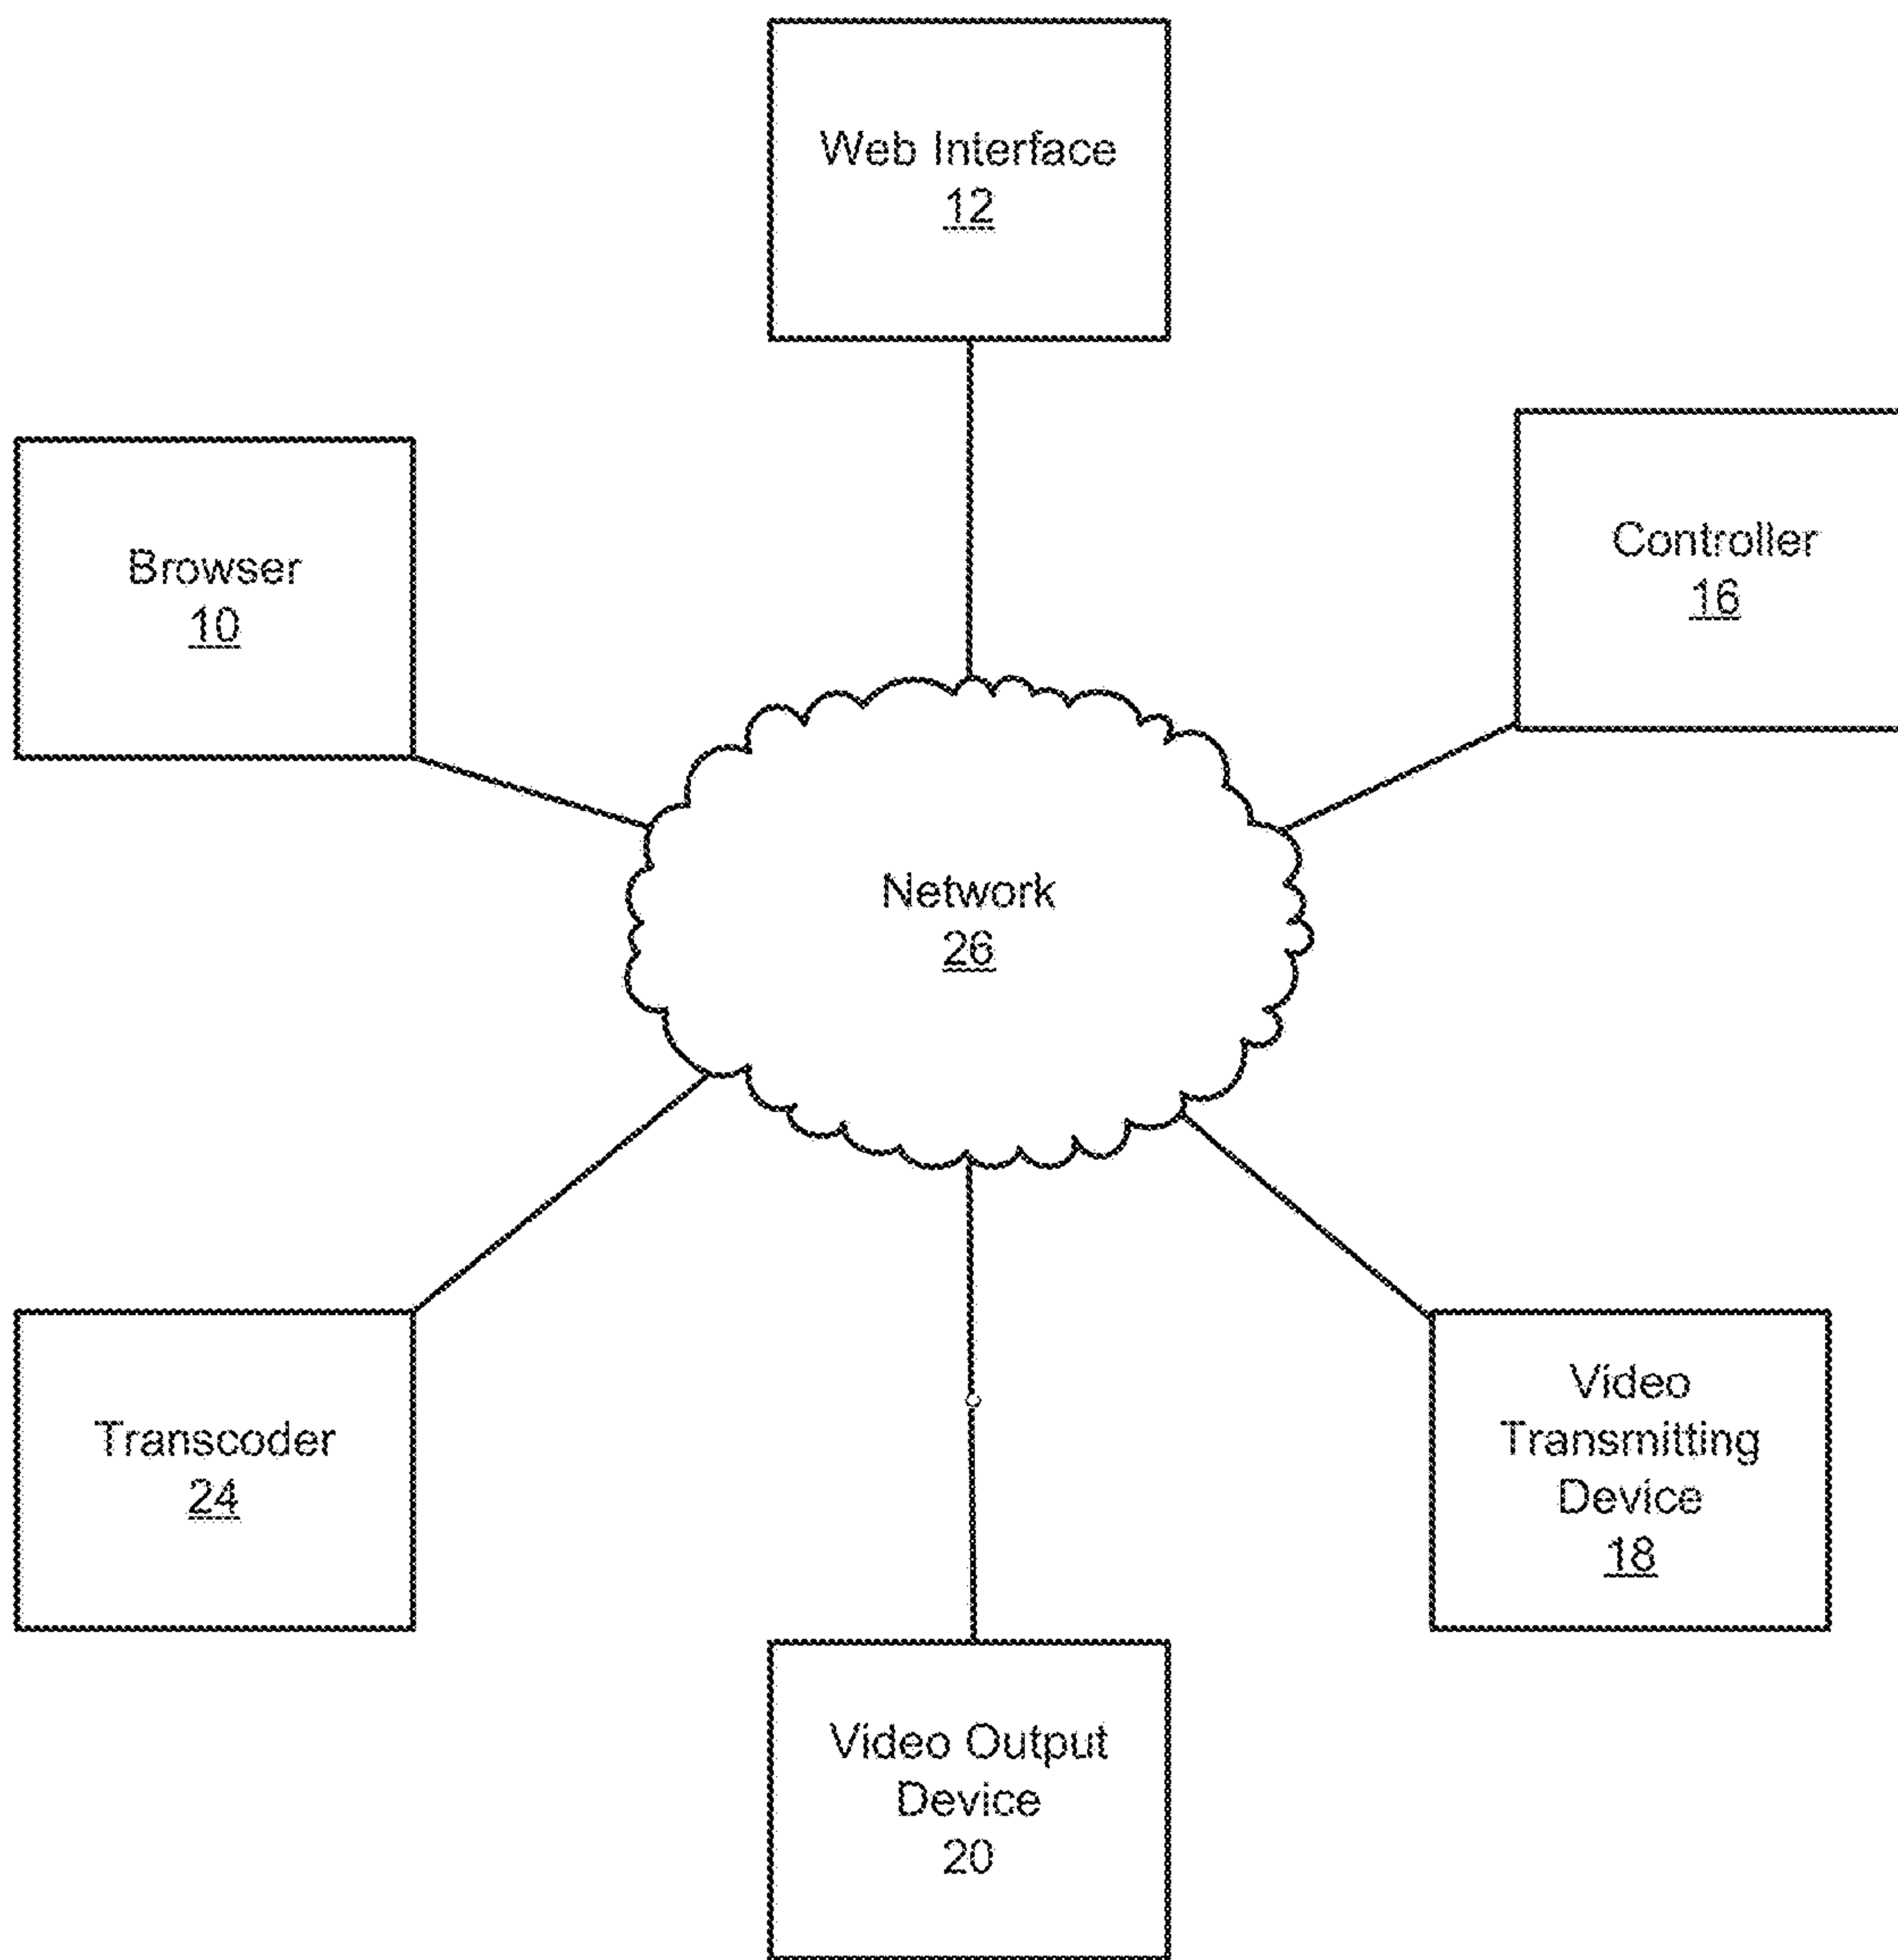 Web Interface
12
Browser
10
Controller
16
Network
26
Transcoder
24
Video
Transmitting
Device
18
Video Output
Device
20